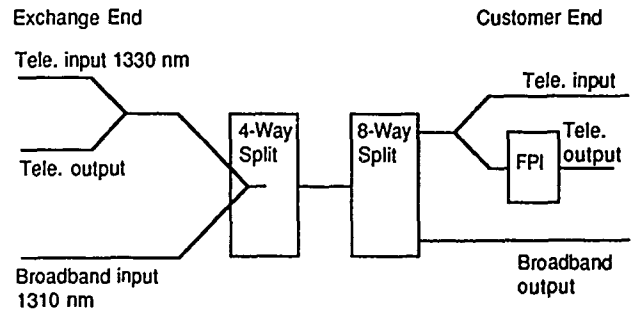 Exchange End
Customer End
Tele. input 1330 nm
Tele. output
Broadband input
1310 nm
4-Way
Split
8-Way
Split
Tele. input
FPI
Tele.
output
Broadband
output